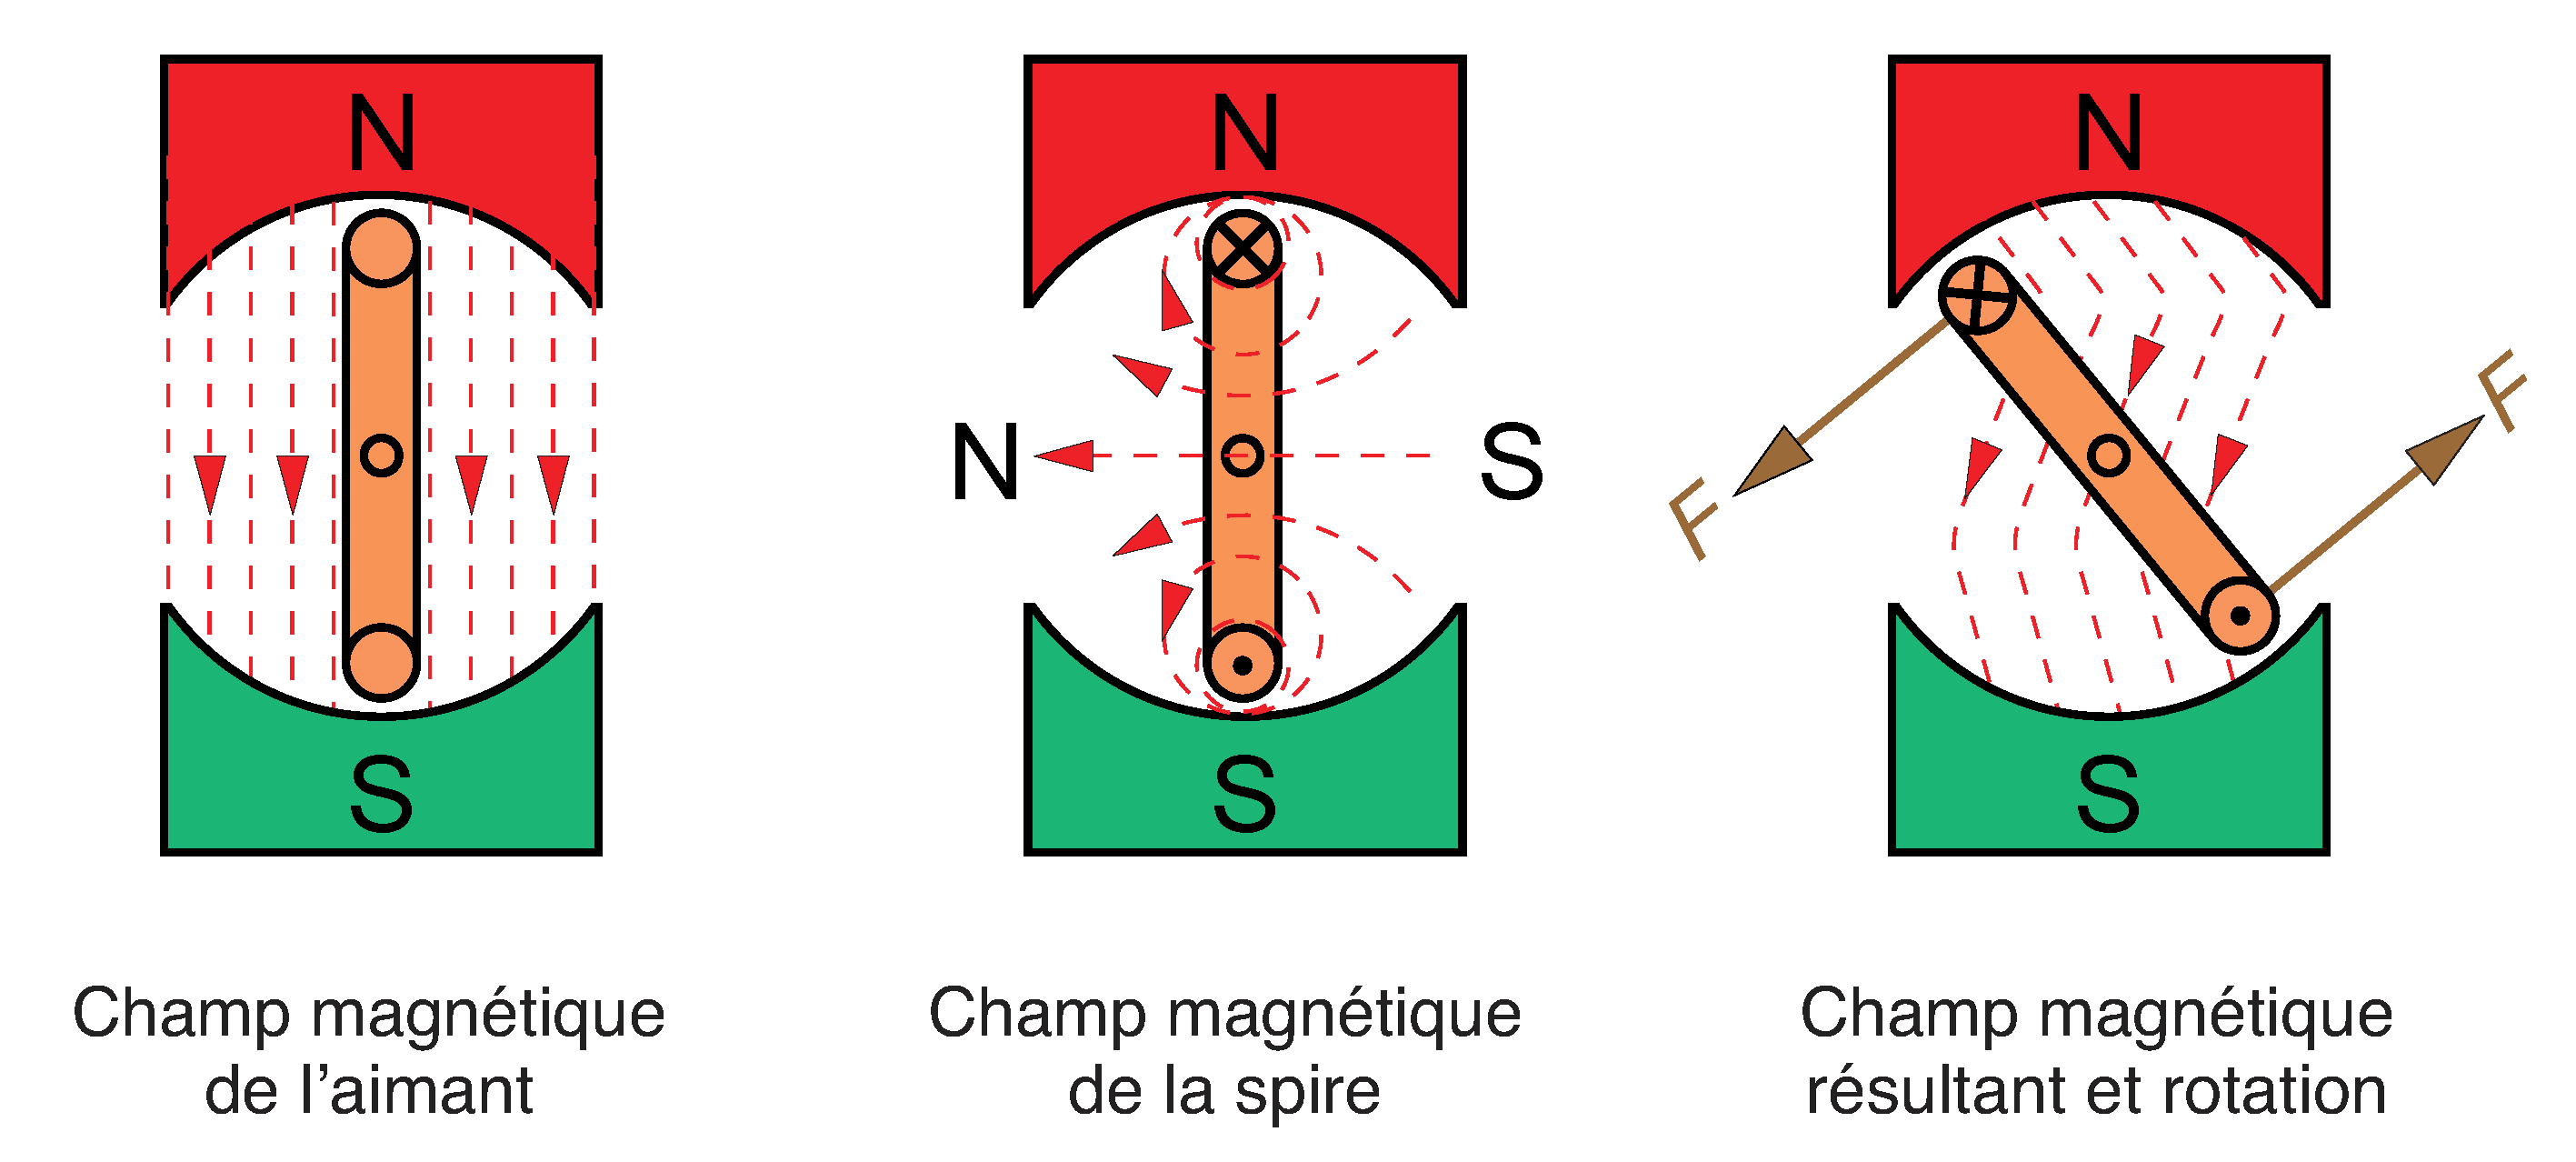 N
S
Champ magnétique
de l’aimant
N
N
S
S
Champ magnétique
de la spire
N
F
F
S
Champ magnétique
résultant et rotation